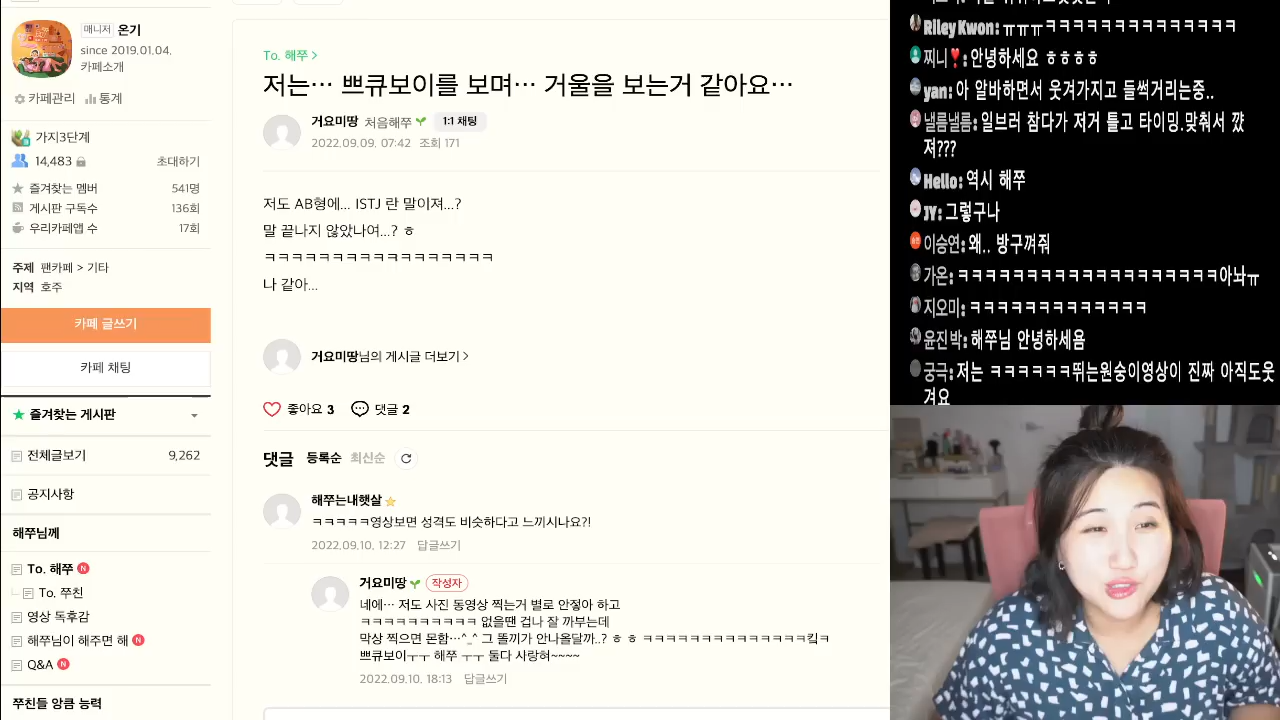 매니저 온기
since 2019.01.04.
카페소개
카페관리 통계
가지3단계
14,483 초대하기
즐겨찾는 멤버 541명
게시판 구독수 136회
우리카페앱 수 17회
주제 팬카페 > 기타
지역 호주
카페 글쓰기
카페 채팅
즐겨찾는 게시판
전체글보기 9,262
공지사항
해쭈님께
To. 해쭈 N
To. 쭈친
영상 독후감
해쭈님이 해주면 해 N
Q&A N
쭈친들 앙큼 능력
To. 해쭈 >
저는… 쁘큐보이를 보며… 거울을 보는거 같아요…
거요미땅 처음해쭈 1:1 채팅
2022.09.09. 07:42 조회 171
저도 AB형에... ISTJ 란 말이져...?
말 끝나지 않았나여...? ㅎ
ㅋㅋㅋㅋㅋㅋㅋㅋㅋㅋㅋㅋㅋㅋㅋㅋㅋ
나 같아...
거요미땅님의 게시글 더보기 >
좋아요 3 댓글 2
댓글 등록순 최신순
해쭈는내햇살
ㅋㅋㅋㅋㅋ영상보면 성격도 비슷하다고 느끼시나요?!
2022.09.10. 12:27 답글쓰기
거요미땅 작성자
네에… 저도 사진 동영상 찍는거 별로 안젛아 하고
ㅋㅋㅋㅋㅋㅋㅋㅋㅋㅋ 없을땐 겁나 잘 까부는데
막상 찍으면 몬함…^_^ 그 똘끼가 안나올달까..? ㅎ ㅎ ㅋㅋㅋㅋㅋㅋㅋㅋㅋㅋㅋㅋㅋㅋ킼ㅋ
쁘큐보이ㅜㅜ 해쭈 ㅜㅜ 둘다 사랑혀~~~~
2022.09.10. 18:13 답글쓰기
Riley Kwon: ㅠㅠㅠㅋㅋㅋㅋㅋㅋㅋㅋㅋㅋㅋㅋㅋㅋ
찌니❣: 안녕하세요 ㅎㅎㅎㅎ
yan: 아 알바하면서 웃겨가지고 들썩거리는중..
낼름낼름: 일브러 참다가 저거 틀고 타이밍.맞춰서 꺘
져???
Hello: 역시 해쭈
JY: 그렇구나
이승연: 왜.. 방구껴줘
가온: ㅋㅋㅋㅋㅋㅋㅋㅋㅋㅋㅋㅋㅋㅋㅋㅋㅋㅋㅋ아놔ㅠ
지오미: ㅋㅋㅋㅋㅋㅋㅋㅋㅋㅋㅋㅋㅋ
윤진박: 해쭈님 안녕하세욤
궁극: 저는 ㅋㅋㅋㅋㅋㅋ뛰는원숭이영상이 진짜 아직도웃
겨요